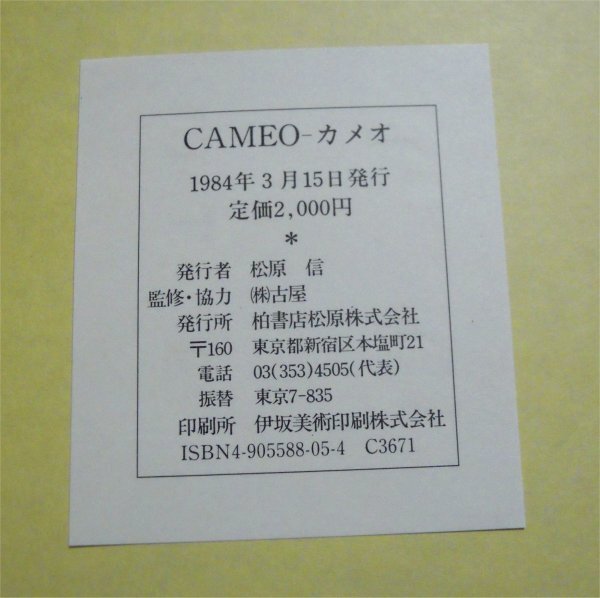 CAMEO-カメオ
1984年3月15日発行
定価2,000円
*
発行者 松原 信
監修・協力 ㈱古屋
発行所 柏書店松原株式会社
〒160 東京都新宿区本塩町21
電話 03(353)4505(代表)
振替 東京7-835
印刷所 伊坂美術印刷株式会社
ISBN4-905588-05-4 C3671